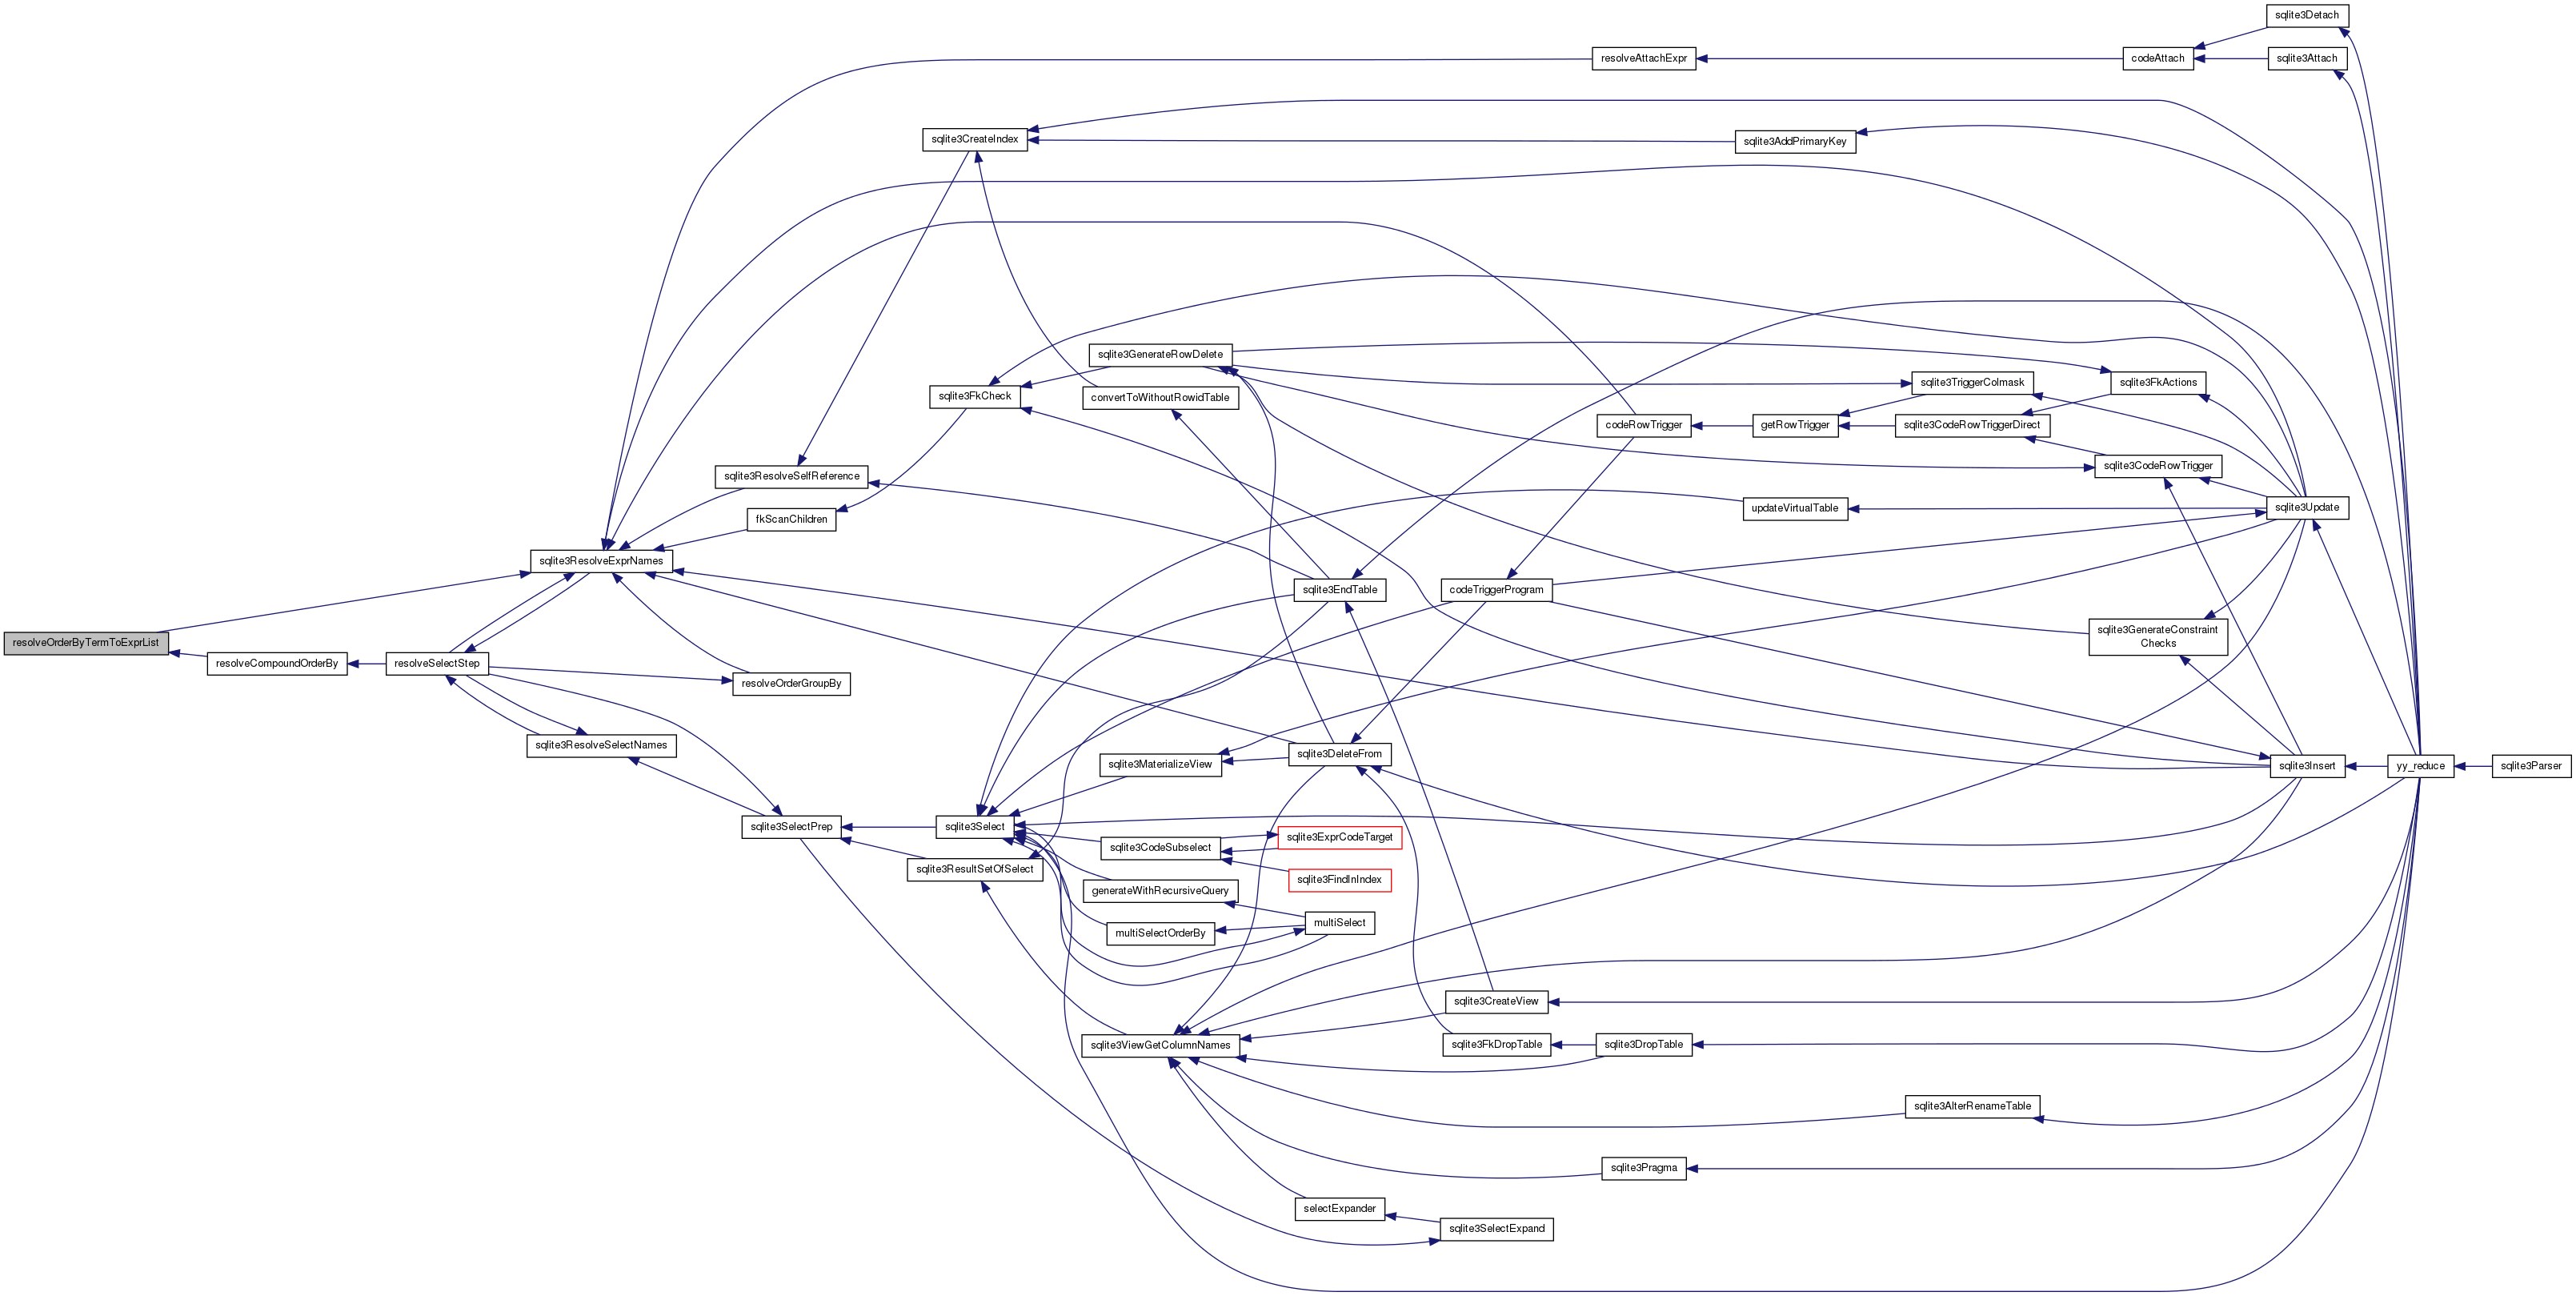 sqlite3Detach
resolveAttachExpr
codeAttach
sqlite3Attach
sqlite3CreateIndex
sqlite3AddPrimaryKey
sqlite3GenerateRowDelete
sqlite3TriggerColmask
sqlite3FkActions
sqlite3FkCheck
convertToWithoutRowidTable
codeRowTrigger
getRowTrigger
sqlite3CodeRowTriggerDirect
sqlite3CodeRowTrigger
sqlite3ResolveSelfReference
updateVirtualTable
sqlite3Update
fkScanChildren
sqlite3ResolveExprNames
sqlite3EndTable
codeTriggerProgram
sqlite3GenerateConstraint
Checks
resolveOrderByTermToExprList
resolveCompoundOrderBy
resolveSelectStep
resolveOrderGroupBy
sqlite3ResolveSelectNames
sqlite3MaterializeView
sqlite3DeleteFrom
sqlite3Insert
yy_reduce
sqlite3Parser
sqlite3SelectPrep
sqlite3Select
sqlite3CodeSubselect
sqlite3ExprCodeTarget
sqlite3ResultSetOfSelect
sqlite3FindInIndex
generateWithRecursiveQuery
multiSelectOrderBy
multiSelect
sqlite3CreateView
sqlite3ViewGetColumnNames
sqlite3FkDropTable
sqlite3DropTable
sqlite3AlterRenameTable
sqlite3Pragma
selectExpander
sqlite3SelectExpand